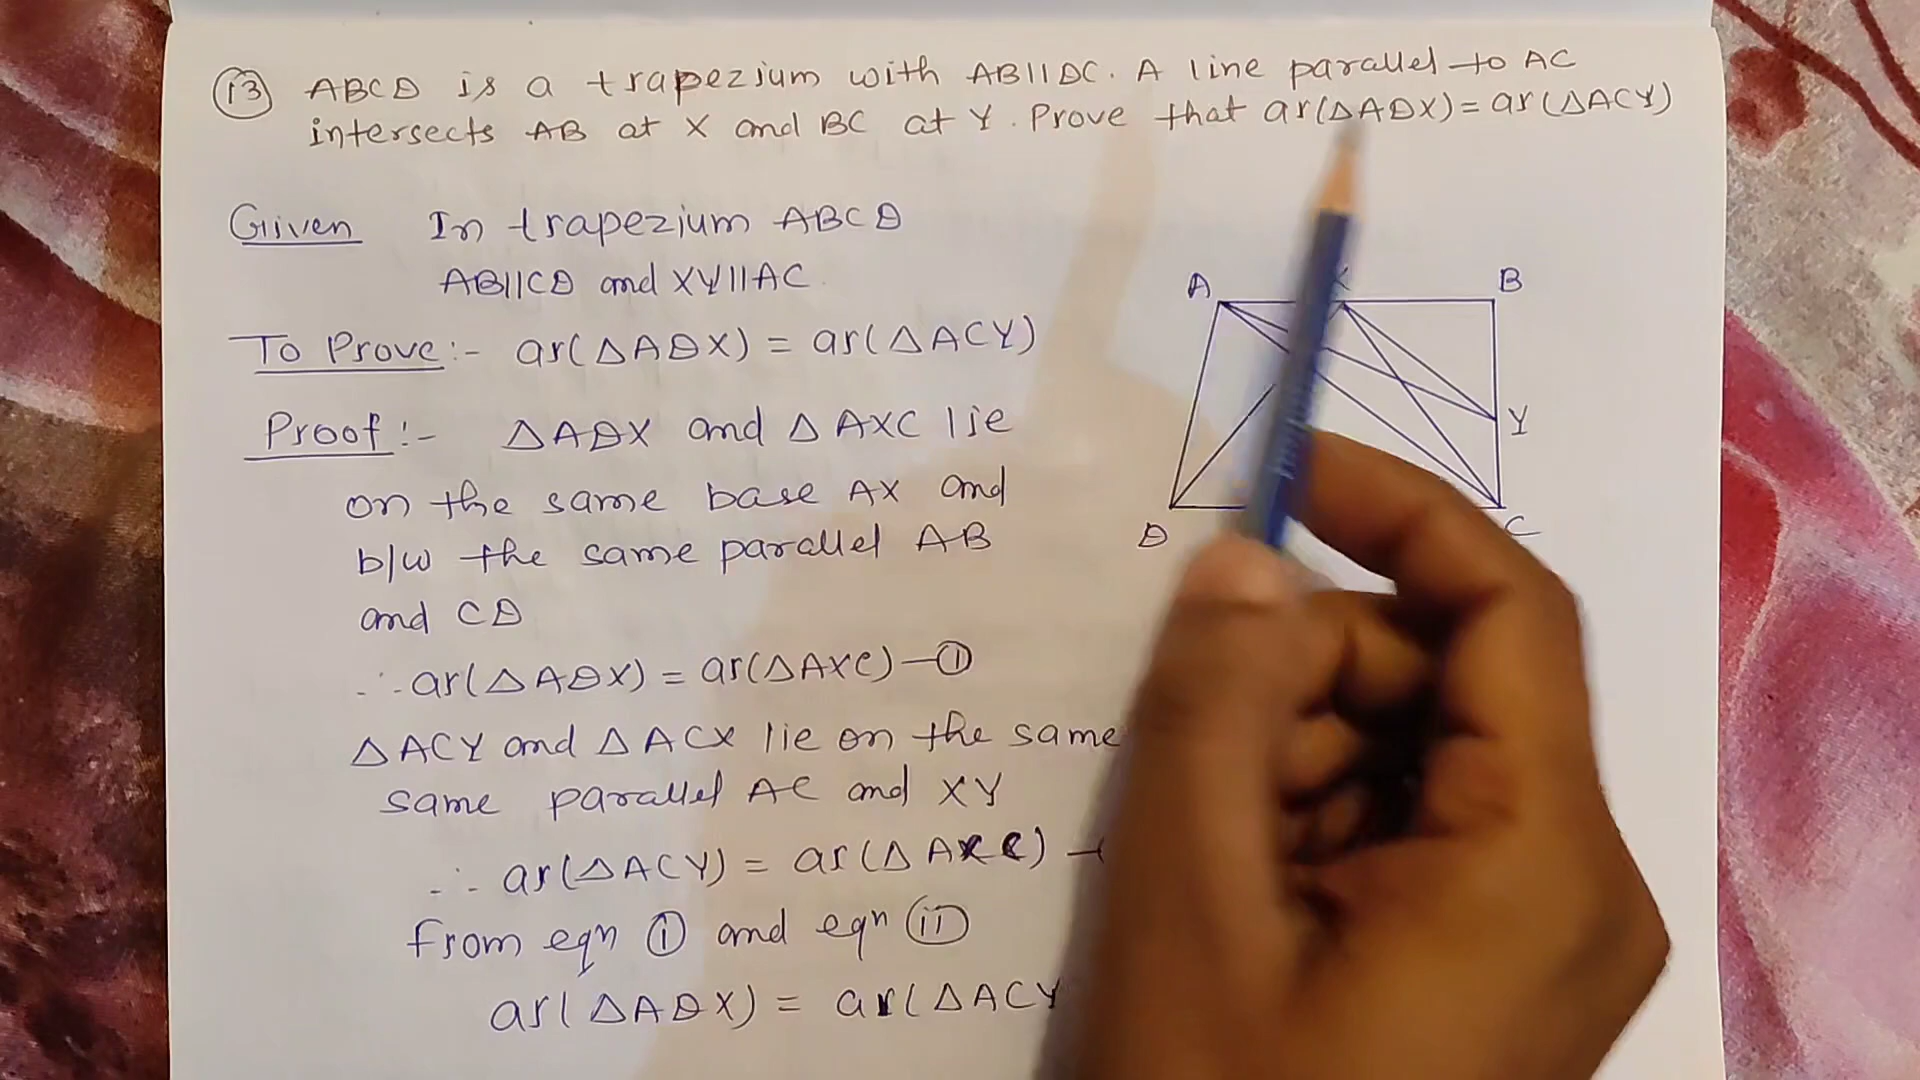 13 ABCD is a trapezium with AB||DC. A line parallel to AC
intersects AB at X and BC at Y. Prove that ar(ΔADX) = ar(ΔACY)
Given In trapezium ABCD
AB||CD and XY||AC.
To Prove:- ar(ΔADX) = ar(ΔACY)
Proof:- ΔADX and ΔAXC lie
on the same base AX and
b/w the same parallel AB
and CD
∴ ar(ΔADX) = ar(ΔAXC) — (i)
ΔACY and ΔACX lie on the same
same parallel AC and XY
∴ ar(ΔACY) = ar(ΔAXC) —
from eqn (i) and eqn (ii)
ar(ΔADX) = ar(ΔACY
A
B
Y
D
C